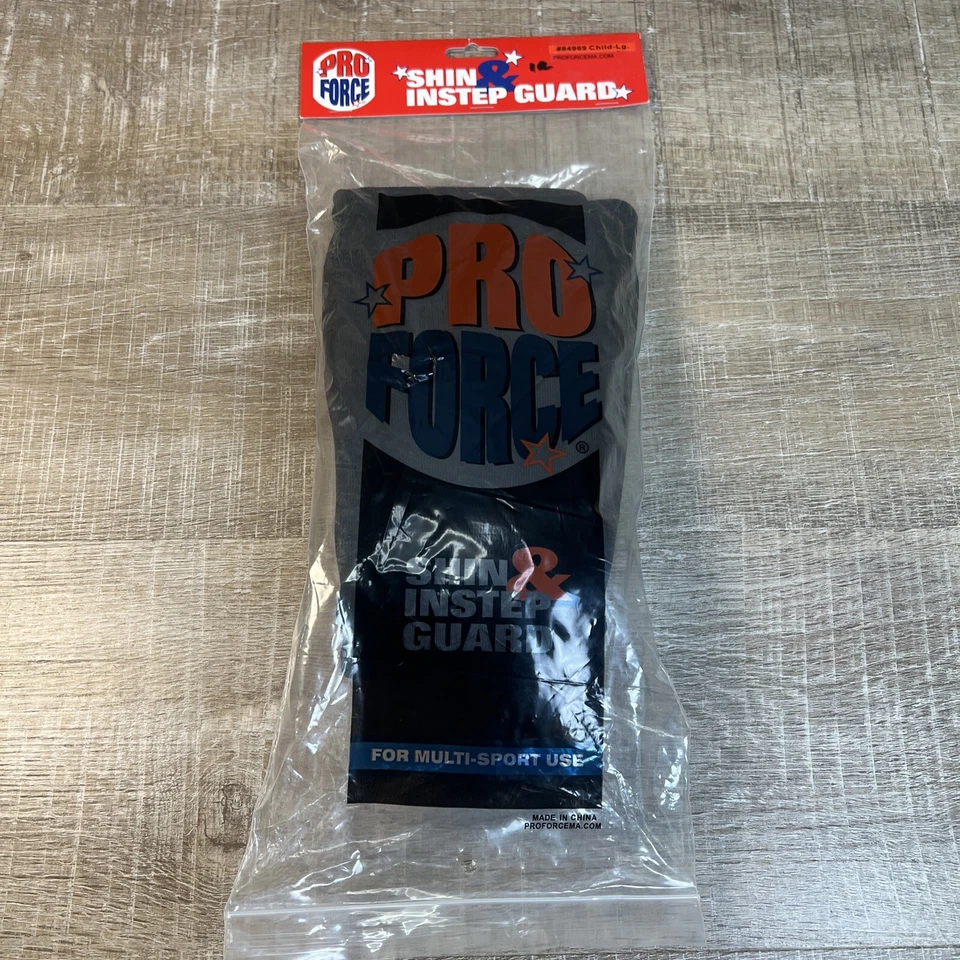 PRO
FORCE
SHIN &
INSTEP GUARD
#84969 Child-Lg.
PROFORCEMA.COM
PRO
FORCE
®
SHIN &
INSTEP
GUARD
FOR MULTI-SPORT USE
MADE IN CHINA
PROFORCEMA.COM